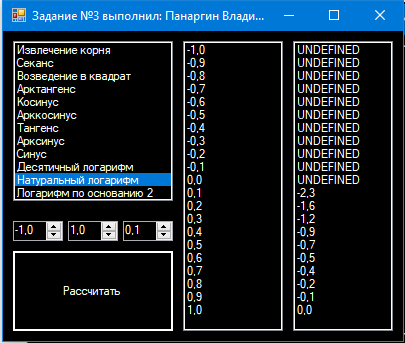 Задание №3 выполнил: Панаргин Влади...
Извлечение корня
Секанс
Возведение в квадрат
Арктангенс
Косинус
Арккосинус
Тангенс
Арксинус
Синус
Десятичный логарифм
Натуральный логарифм
Логарифм по основанию 2
-1,0 1,0 0,1
Рассчитать
-1,0
-0,9
-0,8
-0,7
-0,6
-0,5
-0,4
-0,3
-0,2
-0,1
0,0
0,1
0,2
0,3
0,4
0,5
0,6
0,7
0,8
0,9
1,0
UNDEFINED
UNDEFINED
UNDEFINED
UNDEFINED
UNDEFINED
UNDEFINED
UNDEFINED
UNDEFINED
UNDEFINED
UNDEFINED
UNDEFINED
-2,3
-1,6
-1,2
-0,9
-0,7
-0,5
-0,4
-0,2
-0,1
0,0